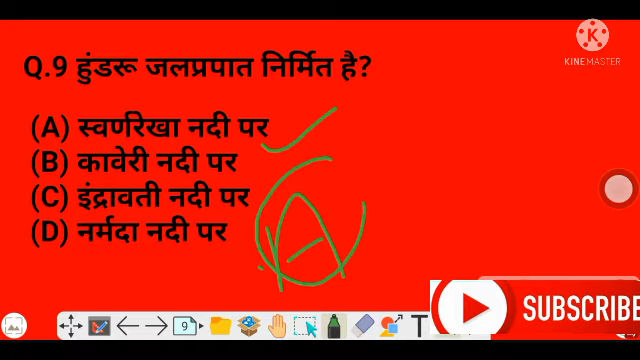 Q.9 हुंडरू जलप्रपात निर्मित है?
(A) स्वर्णरेखा नदी पर
(B) कावेरी नदी पर
(C) इंद्रावती नदी पर
(D) नर्मदा नदी पर
A
K
KINEMASTER
SUBSCRIBE
9
T